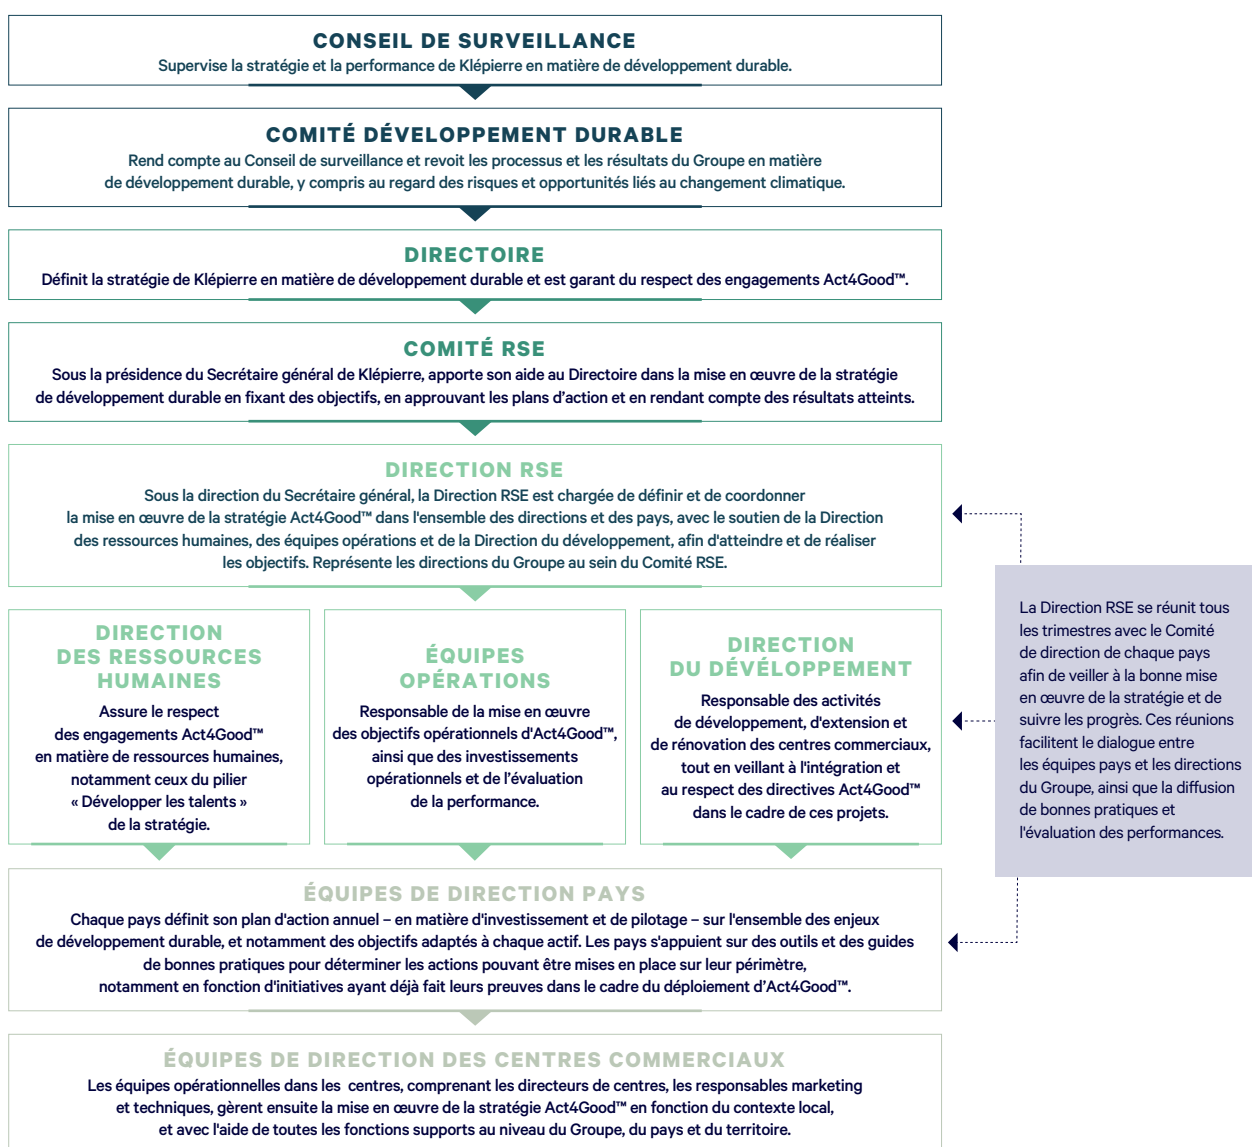 CONSEIL DE SURVEILLANCE
Supervise la stratégie et la performance de Klépierre en matière de développement durable.
COMITÉ DÉVELOPPEMENT DURABLE
Rend compte au Conseil de surveillance et revoit les processus et les résultats du Groupe en matière
de développement durable, y compris au regard des risques et opportunités liés au changement climatique.
DIRECTOIRE
Définit la stratégie de Klépierre en matière de développement durable et est garant du respect des engagements Act4Good™.
COMITÉ RSE
Sous la présidence du Secrétaire général de Klépierre, apporte son aide au Directoire dans la mise en œuvre de la stratégie
de développement durable en fixant des objectifs, en approuvant les plans d’action et en rendant compte des résultats atteints.
DIRECTION RSE
Sous la direction du Secrétaire général, la Direction RSE est chargée de définir et de coordonner
la mise en œuvre de la stratégie Act4Good™ dans l'ensemble des directions et des pays, avec le soutien de la Direction
des ressources humaines, des équipes opérations et de la Direction du développement, afin d'atteindre et de réaliser
les objectifs. Représente les directions du Groupe au sein du Comité RSE.
DIRECTION
DES RESSOURCES
HUMAINES
Assure le respect
des engagements Act4Good™
en matière de ressources humaines,
notamment ceux du pilier
« Développer les talents »
de la stratégie.
ÉQUIPES
OPÉRATIONS
Responsable de la mise en œuvre
des objectifs opérationnels d'Act4Good™,
ainsi que des investissements
opérationnels et de l’évaluation
de la performance.
DIRECTION
DU DÉVÉLOPPEMENT
Responsable des activités
de développement, d'extension et
de rénovation des centres commerciaux,
tout en veillant à l'intégration et
au respect des directives Act4Good™
dans le cadre de ces projets.
La Direction RSE se réunit tous
les trimestres avec le Comité
de direction de chaque pays
afin de veiller à la bonne mise
en œuvre de la stratégie et de
suivre les progrès. Ces réunions
facilitent le dialogue entre
les équipes pays et les directions
du Groupe, ainsi que la diffusion
de bonnes pratiques et
l'évaluation des performances.
ÉQUIPES DE DIRECTION PAYS
Chaque pays définit son plan d'action annuel – en matière d'investissement et de pilotage – sur l'ensemble des enjeux
de développement durable, et notamment des objectifs adaptés à chaque actif. Les pays s'appuient sur des outils et des guides
de bonnes pratiques pour déterminer les actions pouvant être mises en place sur leur périmètre,
notamment en fonction d'initiatives ayant déjà fait leurs preuves dans le cadre du déploiement d’Act4Good™.
ÉQUIPES DE DIRECTION DES CENTRES COMMERCIAUX
Les équipes opérationnelles dans les centres, comprenant les directeurs de centres, les responsables marketing
et techniques, gèrent ensuite la mise en œuvre de la stratégie Act4Good™ en fonction du contexte local,
et avec l'aide de toutes les fonctions supports au niveau du Groupe, du pays et du territoire.